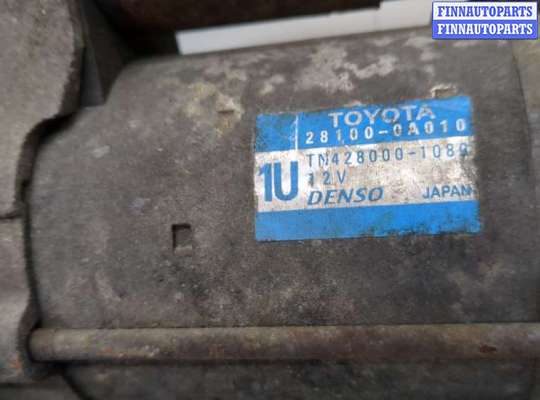 FINNAUTOPARTS
FINNAUTOPARTS
TOYOTA
28100-0A010
TN428000-1080
1U
12V
DENSO
JAPAN